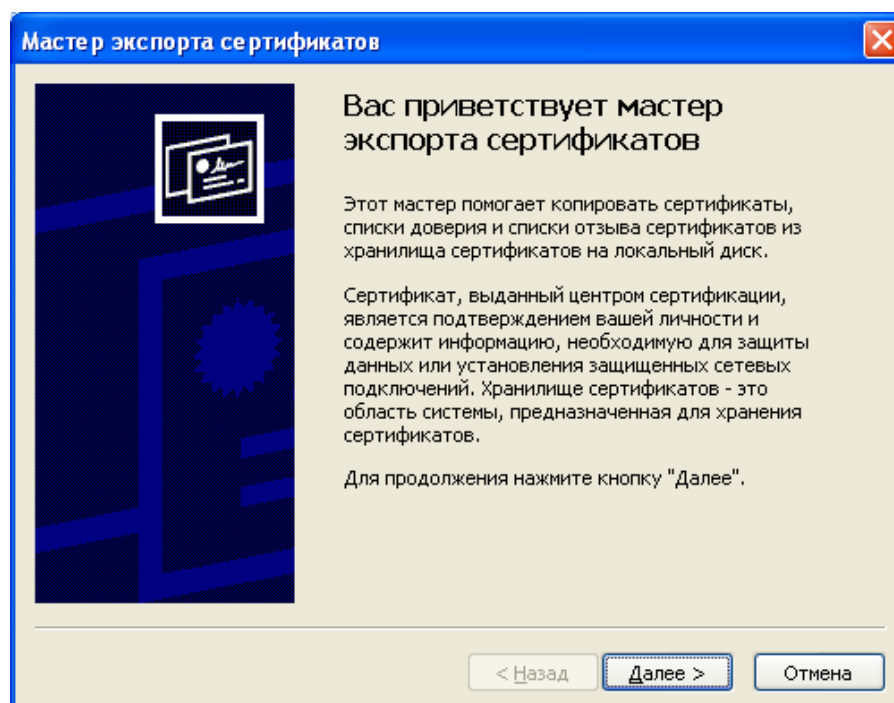 Мастер экспорта сертификатов
Вас приветствует мастер
экспорта сертификатов
Этот мастер помогает копировать сертификаты,
списки доверия и списки отзыва сертификатов из
хранилища сертификатов на локальный диск.
Сертификат, выданный центром сертификации,
является подтверждением вашей личности и
содержит информацию, необходимую для защиты
данных или установления защищенных сетевых
подключений. Хранилище сертификатов - это
область системы, предназначенная для хранения
сертификатов.
Для продолжения нажмите кнопку "Далее".
< Назад Далее > Отмена